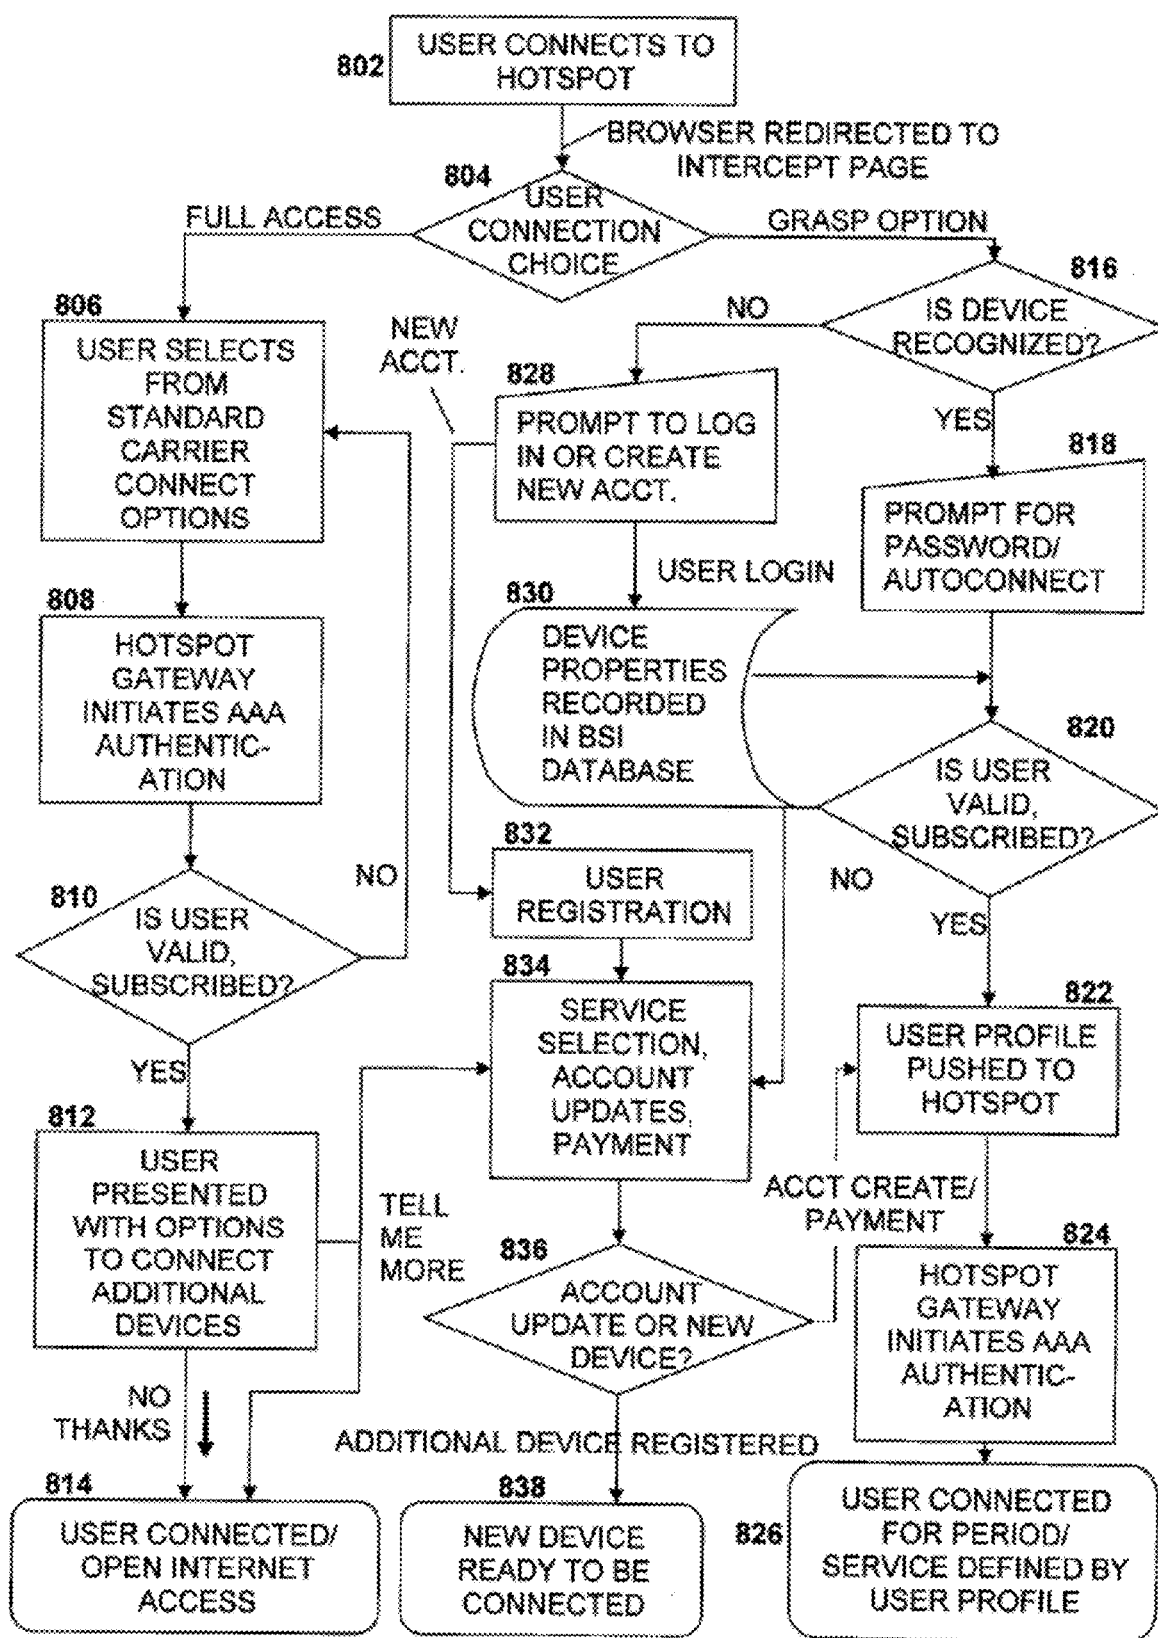 802
USER CONNECTS TO
HOTSPOT
BROWSER REDIRECTED TO
INTERCEPT PAGE
804
USER
CONNECTION
CHOICE
FULL ACCESS
GRASP OPTION
816
IS DEVICE
RECOGNIZED?
NO
YES
806
USER SELECTS
FROM
STANDARD
CARRIER
CONNECT
OPTIONS
NEW
ACCT.
828
PROMPT TO LOG
IN OR CREATE
NEW ACCT.
818
PROMPT FOR
PASSWORD/
AUTOCONNECT
USER LOGIN
808
HOTSPOT
GATEWAY
INITIATES AAA
AUTHENTIC-
ATION
830
DEVICE
PROPERTIES
RECORDED
IN BSI
DATABASE
820
IS USER
VALID,
SUBSCRIBED?
NO
YES
810
IS USER
VALID,
SUBSCRIBED?
NO
YES
832
USER
REGISTRATION
834
SERVICE
SELECTION,
ACCOUNT
UPDATES,
PAYMENT
822
USER PROFILE
PUSHED TO
HOTSPOT
812
USER
PRESENTED
WITH OPTIONS
TO CONNECT
ADDITIONAL
DEVICES
TELL
ME
MORE
ACCT CREATE/
PAYMENT
836
ACCOUNT
UPDATE OR NEW
DEVICE?
824
HOTSPOT
GATEWAY
INITIATES AAA
AUTHENTIC-
ATION
NO
THANKS
ADDITIONAL DEVICE REGISTERED
814
USER CONNECTED/
OPEN INTERNET
ACCESS
838
NEW DEVICE
READY TO BE
CONNECTED
826
USER CONNECTED
FOR PERIOD/
SERVICE DEFINED BY
USER PROFILE